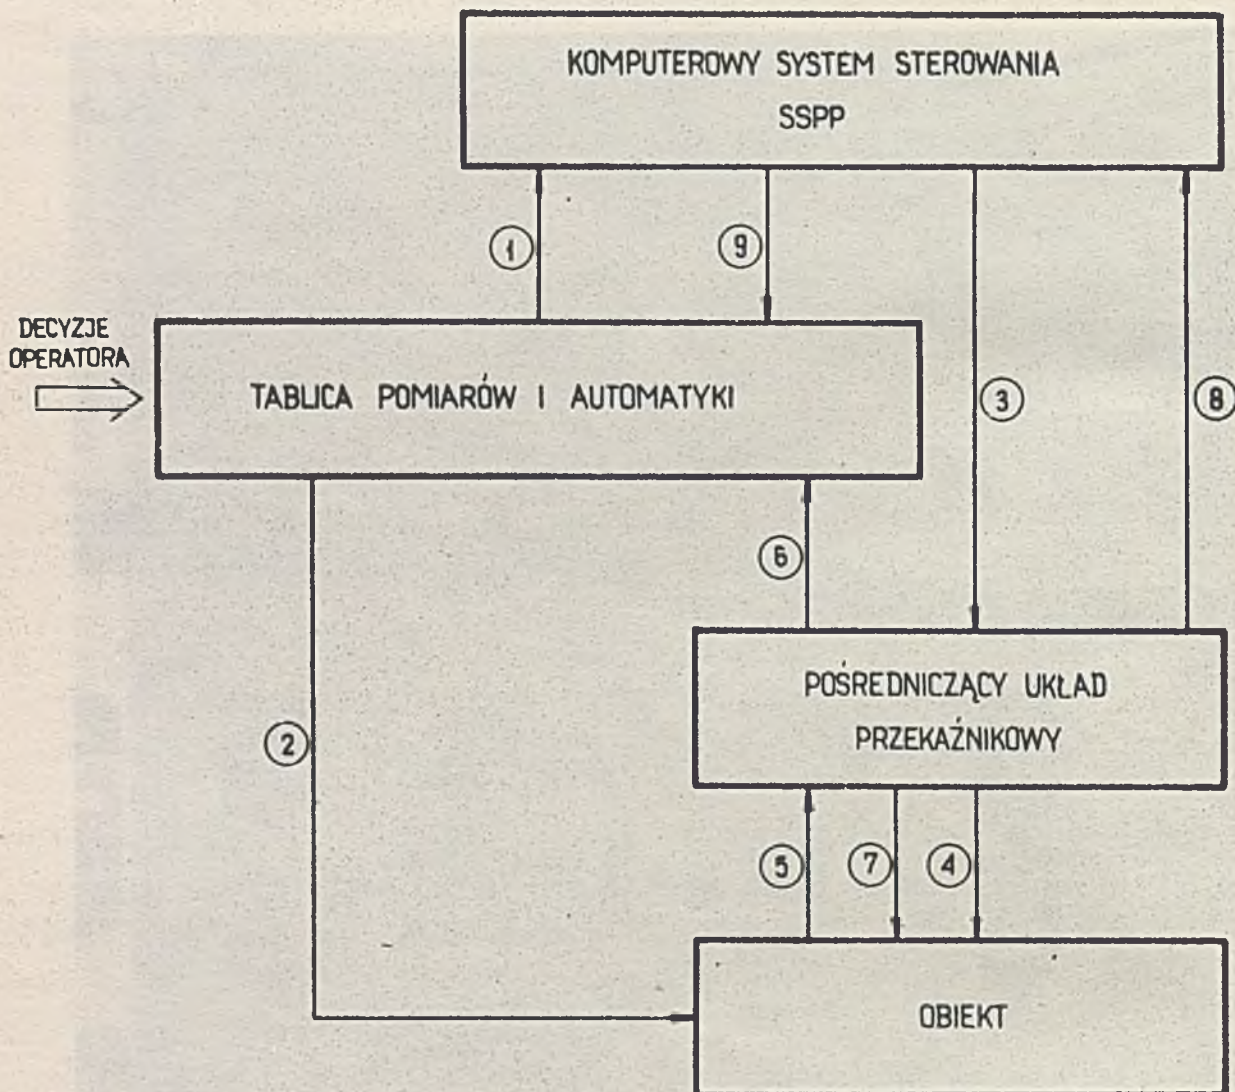 KOMPUTEROWY SYSTEM STEROWANIA
SSPP
1
9
DECYZJE
OPERATORA
TABLICA POMIARÓW I AUTOMATYKI
3
8
6
POŚREDNICZĄCY UKŁAD
PRZEKAŹNIKOWY
2
5
7
4
OBIEKT